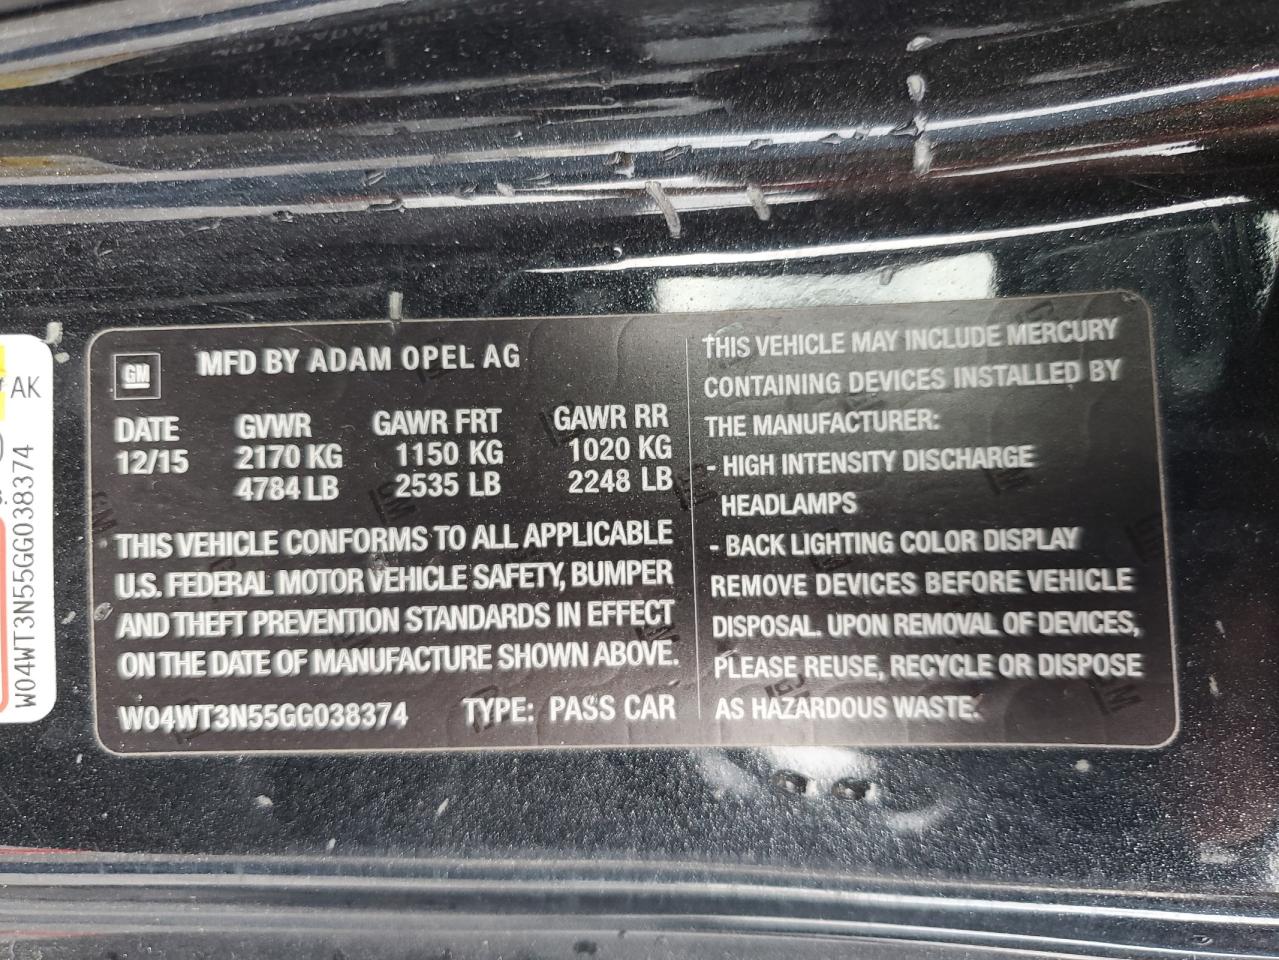 GM
MFD BY ADAM OPEL AG
DATE GVWR GAWR FRT GAWR RR
12/15 2170 KG 1150 KG 1020 KG
4784 LB 2535 LB 2248 LB
THIS VEHICLE CONFORMS TO ALL APPLICABLE
U.S. FEDERAL MOTOR VEHICLE SAFETY, BUMPER
AND THEFT PREVENTION STANDARDS IN EFFECT
ON THE DATE OF MANUFACTURE SHOWN ABOVE.
W04WT3N55GG038374 TYPE: PASS CAR
THIS VEHICLE MAY INCLUDE MERCURY
CONTAINING DEVICES INSTALLED BY
THE MANUFACTURER:
- HIGH INTENSITY DISCHARGE
HEADLAMPS
- BACK LIGHTING COLOR DISPLAY
REMOVE DEVICES BEFORE VEHICLE
DISPOSAL. UPON REMOVAL OF DEVICES,
PLEASE REUSE, RECYCLE OR DISPOSE
AS HAZARDOUS WASTE.
AK
W04WT3N55GG038374